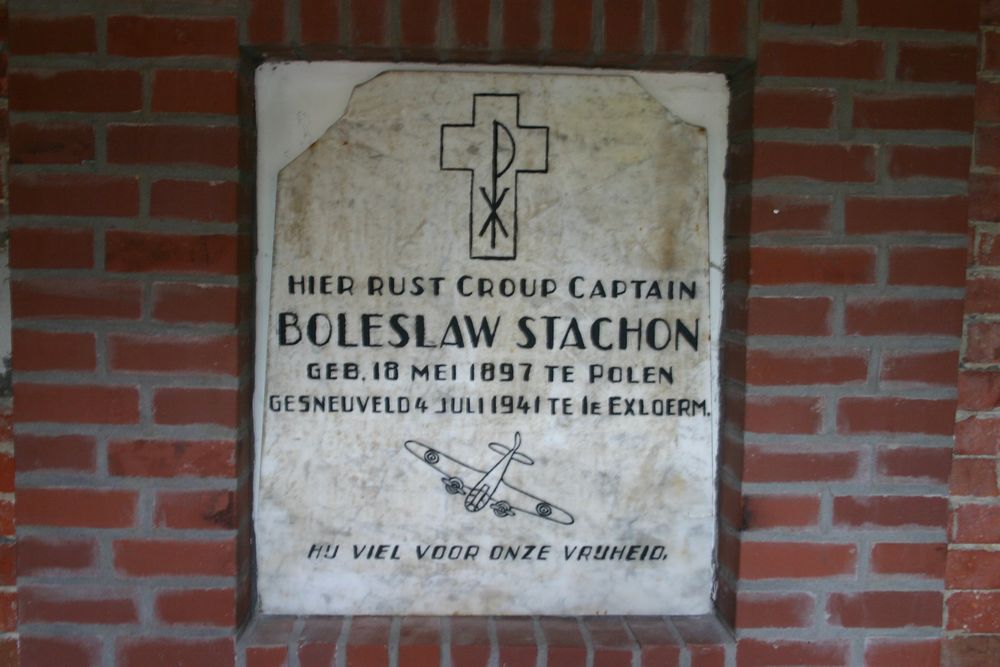 HIER RUST GROUP CAPTAIN
BOLESLAW STACHON
GEB. 18 MEI 1897 TE POLEN
GESNEUVELD 4 JULI 1941 TE 1E EXLOERM.
HIJ VIEL VOOR ONZE VRIJHEID.